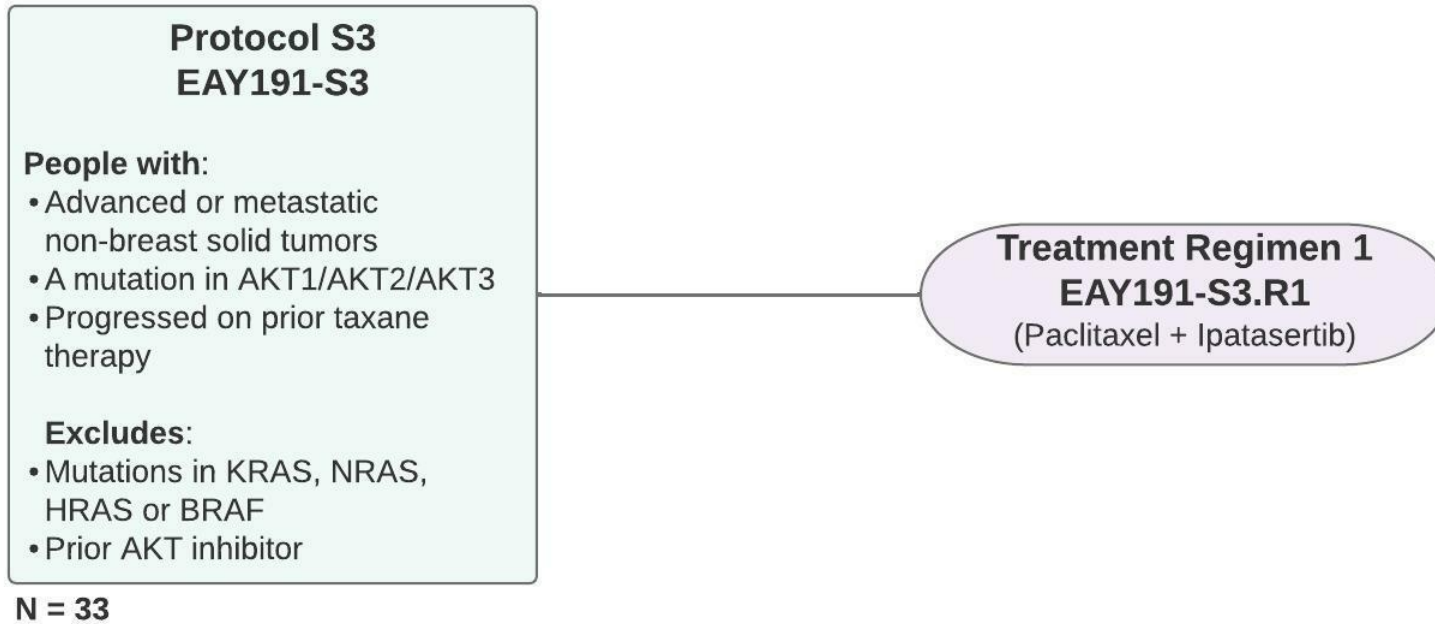 Protocol S3
EAY191-S3
People with:
• Advanced or metastatic
non-breast solid tumors
• A mutation in AKT1/AKT2/AKT3
• Progressed on prior taxane
therapy
Excludes:
• Mutations in KRAS, NRAS,
HRAS or BRAF
• Prior AKT inhibitor
N = 33
Treatment Regimen 1
EAY191-S3.R1
(Paclitaxel + Ipatasertib)